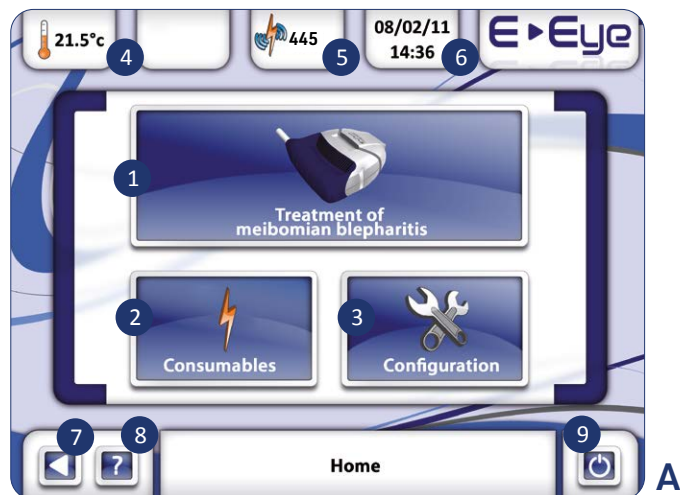 21.5°c
4
445
5
08/02/11
14:36
6
E▸Eye
1
Treatment of
meibomian blepharitis
2
Consumables
3
Configuration
7
8
?
Home
9
A